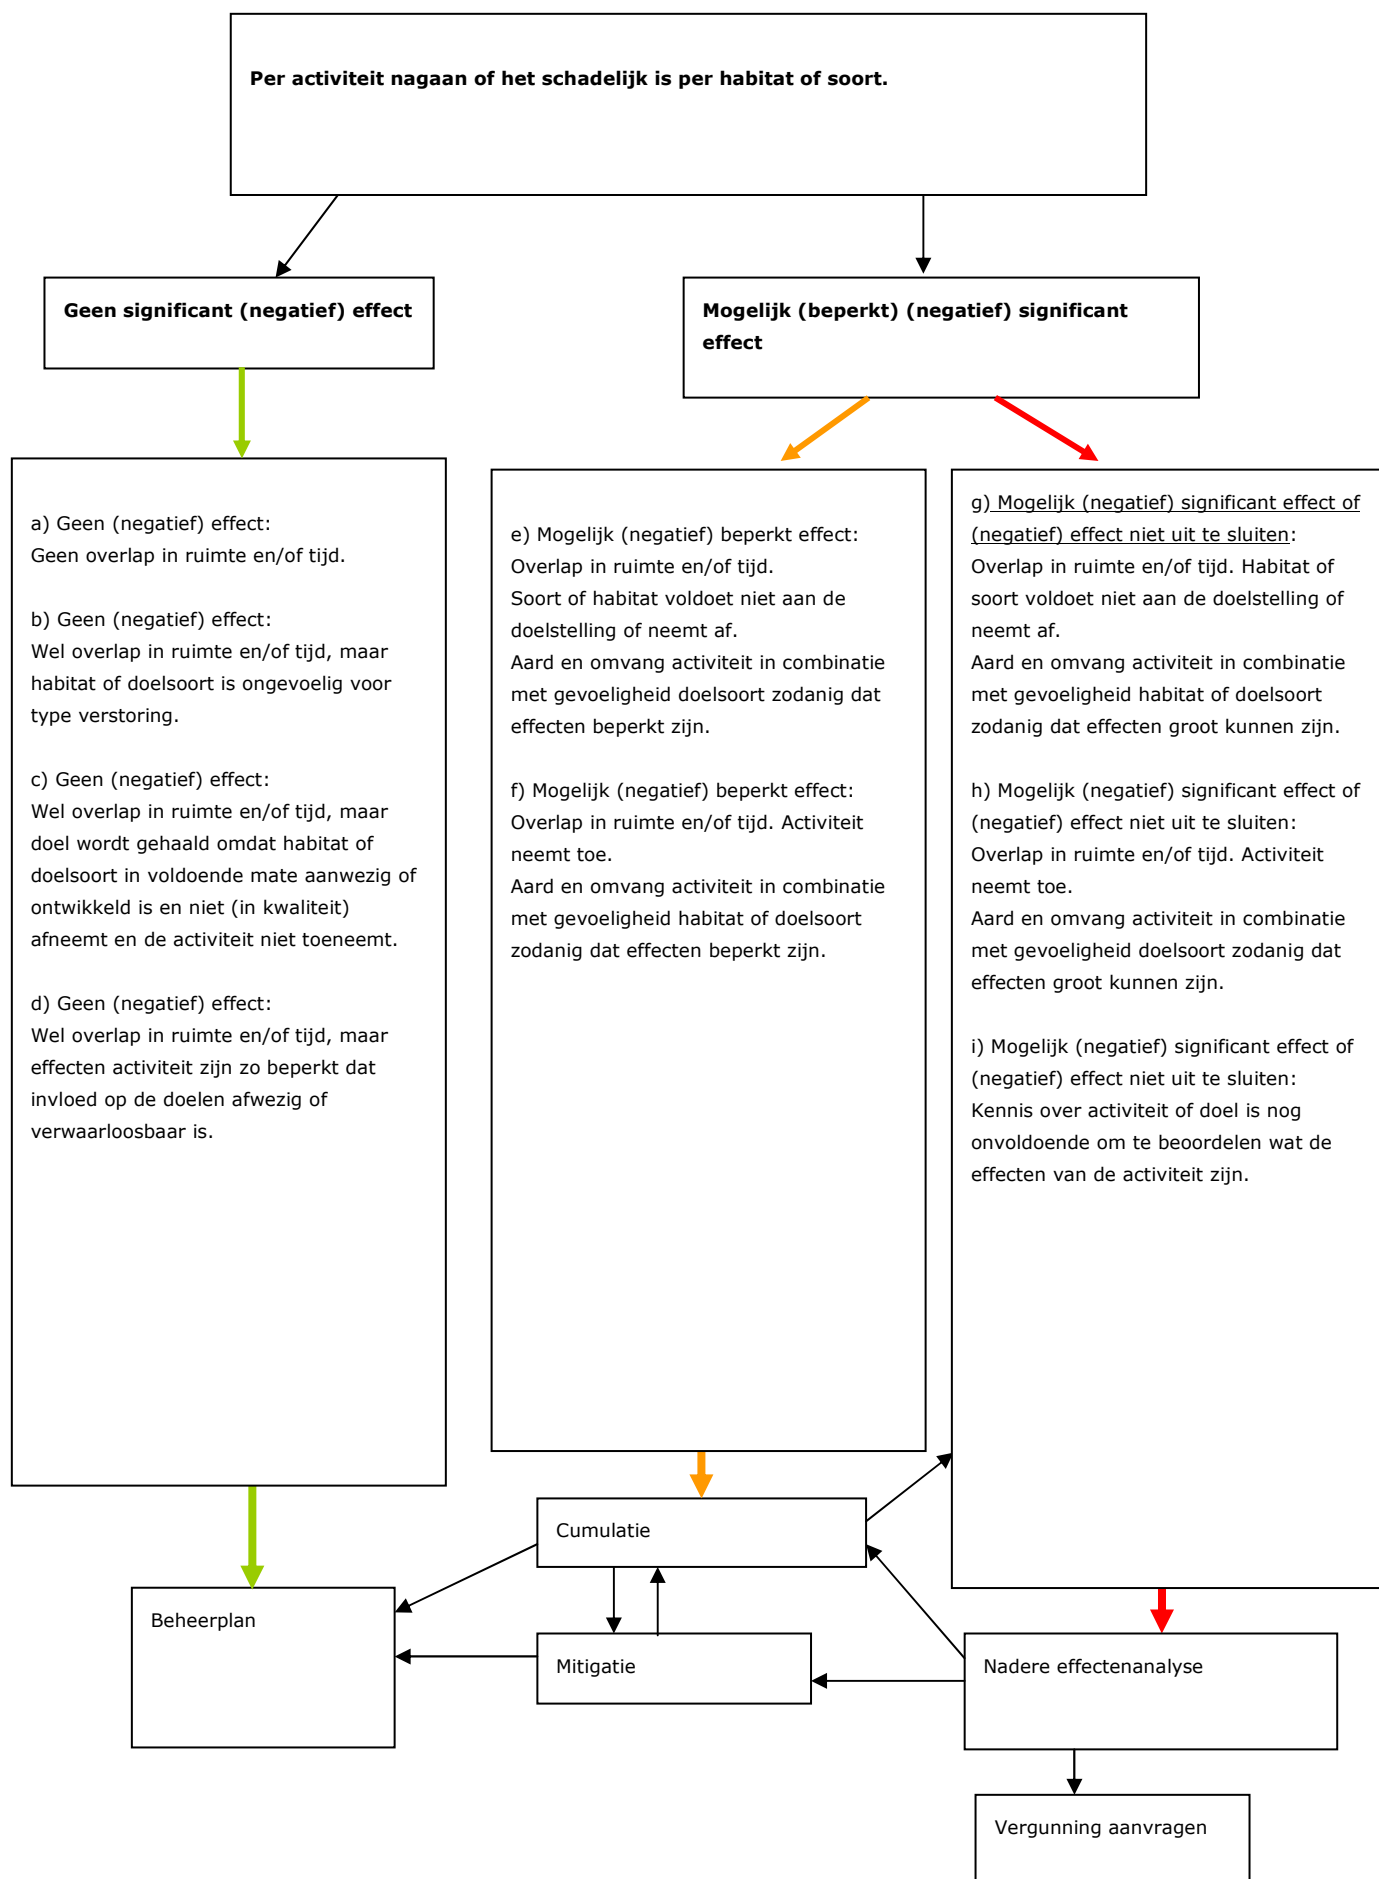 Per activiteit nagaan of het schadelijk is per habitat of soort.
Geen significant (negatief) effect
Mogelijk (beperkt) (negatief) significant
effect
a) Geen (negatief) effect:
Geen overlap in ruimte en/of tijd.
b) Geen (negatief) effect:
Wel overlap in ruimte en/of tijd, maar
habitat of doelsoort is ongevoelig voor
type verstoring.
c) Geen (negatief) effect:
Wel overlap in ruimte en/of tijd, maar
doel wordt gehaald omdat habitat of
doelsoort in voldoende mate aanwezig of
ontwikkeld is en niet (in kwaliteit)
afneemt en de activiteit niet toeneemt.
d) Geen (negatief) effect:
Wel overlap in ruimte en/of tijd, maar
effecten activiteit zijn zo beperkt dat
invloed op de doelen afwezig of
verwaarloosbaar is.
e) Mogelijk (negatief) beperkt effect:
Overlap in ruimte en/of tijd.
Soort of habitat voldoet niet aan de
doelstelling of neemt af.
Aard en omvang activiteit in combinatie
met gevoeligheid doelsoort zodanig dat
effecten beperkt zijn.
f) Mogelijk (negatief) beperkt effect:
Overlap in ruimte en/of tijd. Activiteit
neemt toe.
Aard en omvang activiteit in combinatie
met gevoeligheid habitat of doelsoort
zodanig dat effecten beperkt zijn.
g) Mogelijk (negatief) significant effect of
(negatief) effect niet uit te sluiten:
Overlap in ruimte en/of tijd. Habitat of
soort voldoet niet aan de doelstelling of
neemt af.
Aard en omvang activiteit in combinatie
met gevoeligheid habitat of doelsoort
zodanig dat effecten groot kunnen zijn.
h) Mogelijk (negatief) significant effect of
(negatief) effect niet uit te sluiten:
Overlap in ruimte en/of tijd. Activiteit
neemt toe.
Aard en omvang activiteit in combinatie
met gevoeligheid doelsoort zodanig dat
effecten groot kunnen zijn.
i) Mogelijk (negatief) significant effect of
(negatief) effect niet uit te sluiten:
Kennis over activiteit of doel is nog
onvoldoende om te beoordelen wat de
effecten van de activiteit zijn.
Cumulatie
Beheerplan
Mitigatie
Nadere effectenanalyse
Vergunning aanvragen